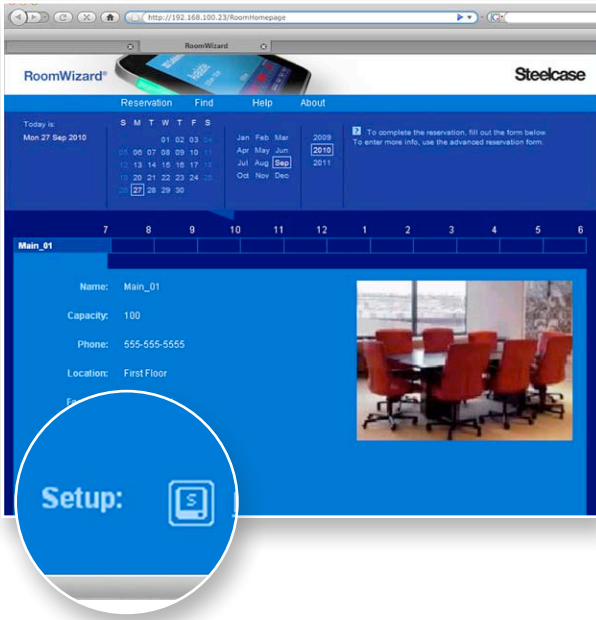 http://192.168.100.23/RoomHomepage
RoomWizard
RoomWizard®
Steelcase
Reservation Find Help About
Today is:
Mon 27 Sep 2010
S M T W T F S
01 02 03 04
05 06 07 08 09 10 11
12 13 14 15 16 17 18
19 20 21 22 23 24 25
26 27 28 29 30
Jan Feb Mar
Apr May Jun
Jul Aug Sep
Oct Nov Dec
2009
2010
2011
? To complete the reservation, fill out the form below.
To enter more info, use the advanced reservation form.
7 8 9 10 11 12 1 2 3 4 5 6
Main_01
Name: Main_01
Capacity: 100
Phone: 555-555-5555
Location: First Floor
Setup: S